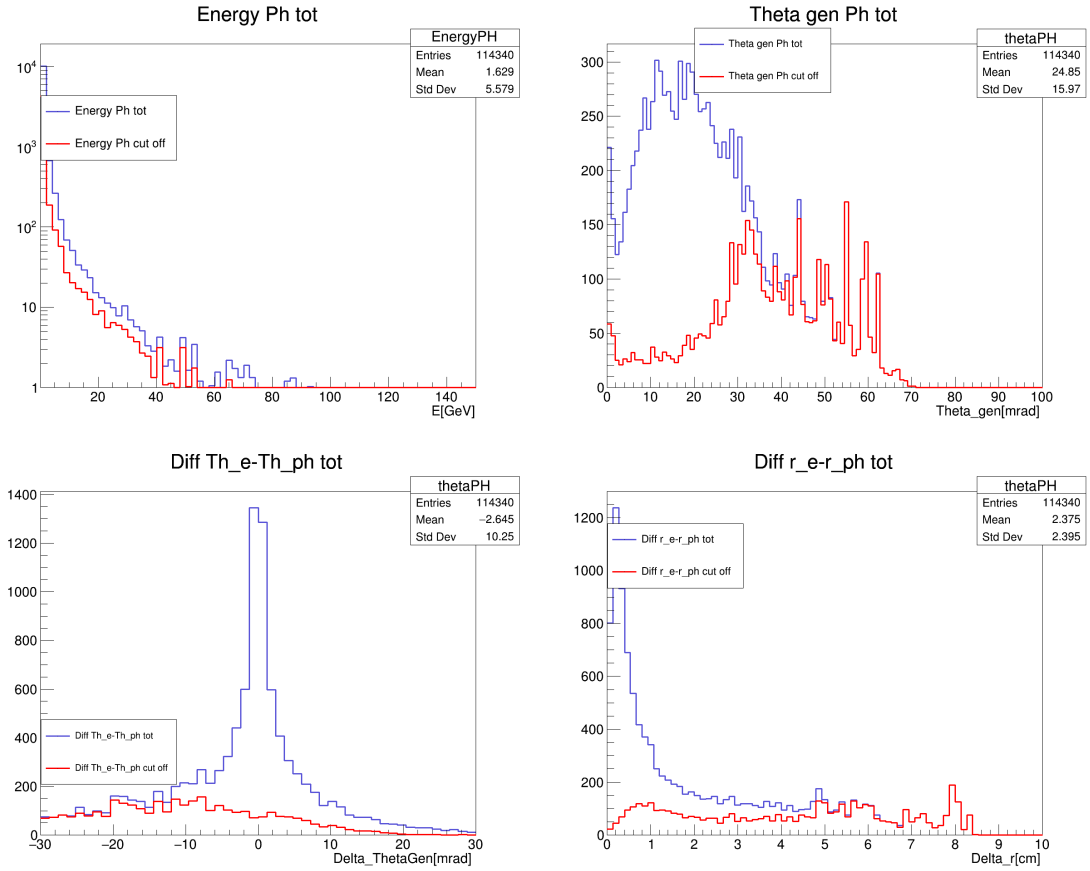 Energy Ph tot
EnergyPH
Entries 114340
Mean 1.629
Std Dev 5.579
Energy Ph tot
Energy Ph cut off
10⁴
10³
10²
10
1
20 40 60 80 100 120 140
E[GeV]
Theta gen Ph tot
thetaPH
Entries 114340
Mean 24.85
Std Dev 15.97
Theta gen Ph tot
Theta gen Ph cut off
300
250
200
150
100
50
0
0 10 20 30 40 50 60 70 80 90 100
Theta_gen[mrad]
Diff Th_e-Th_ph tot
thetaPH
Entries 114340
Mean −2.645
Std Dev 10.25
1400
1200
1000
800
600
400
200
0
Diff Th_e-Th_ph tot
Diff Th_e-Th_ph cut off
−30 −20 −10 0 10 20 30
Delta_ThetaGen[mrad]
Diff r_e-r_ph tot
thetaPH
Entries 114340
Mean 2.375
Std Dev 2.395
Diff r_e-r_ph tot
Diff r_e-r_ph cut off
1200
1000
800
600
400
200
0
0 1 2 3 4 5 6 7 8 9 10
Delta_r[cm]